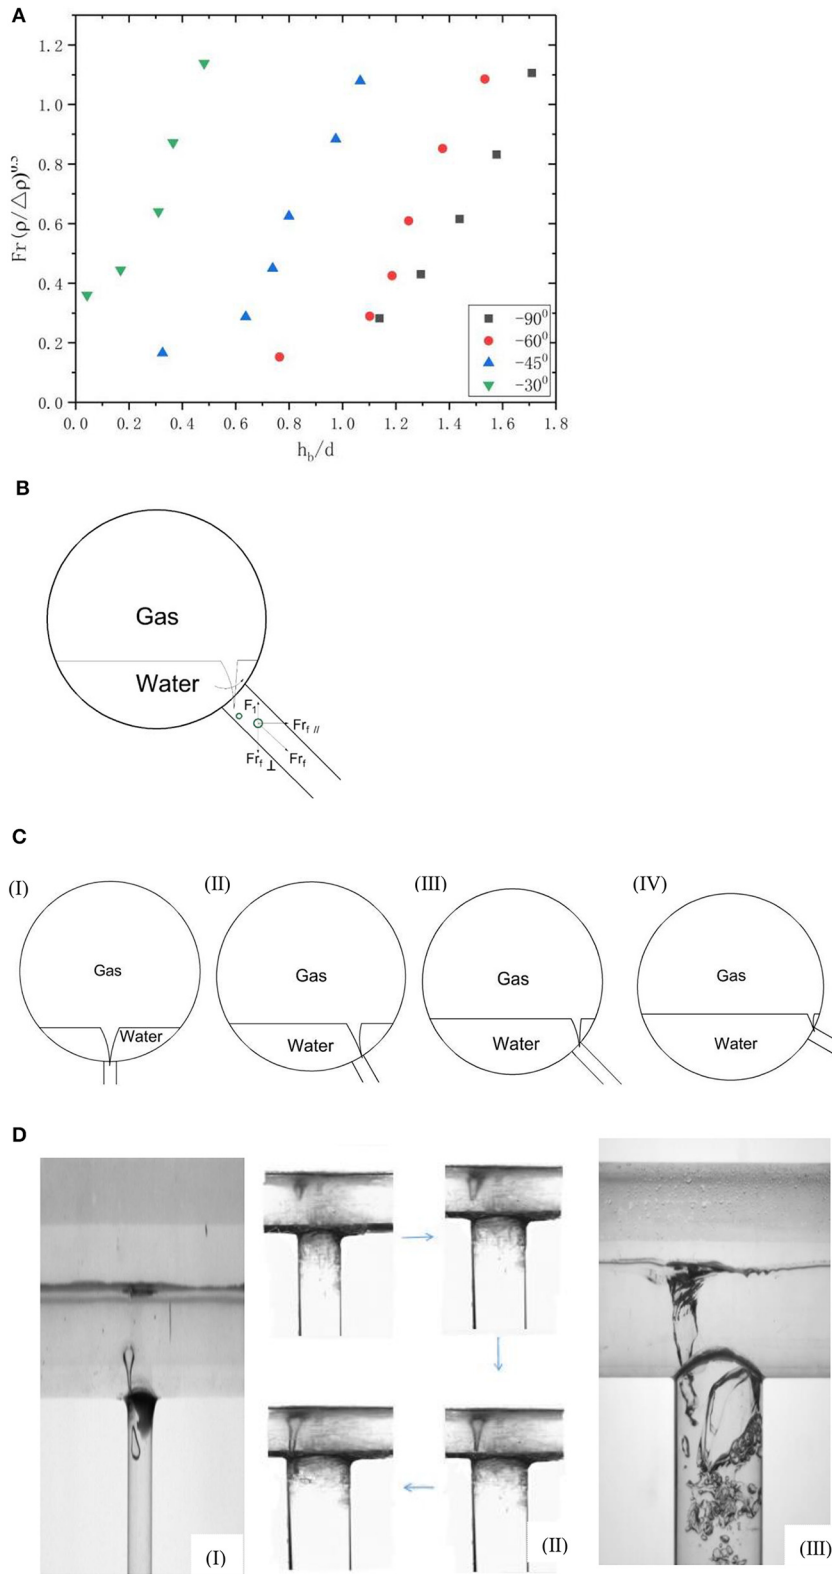 A
1.2
1.0
0.8
0.6
0.4
0.2
0.0
Fr(ρ/△ρ)^0.5
-90⁰
-60⁰
-45⁰
-30⁰
0.0 0.2 0.4 0.6 0.8 1.0 1.2 1.4 1.6 1.8
h_b/d
B
Gas
Water
F₁
Fr_f //
Fr_f ⊥
Fr_f
C
(I) (II) (III) (IV)
Gas Gas Gas Gas
Water Water Water Water
D
(I)
(II)
(III)